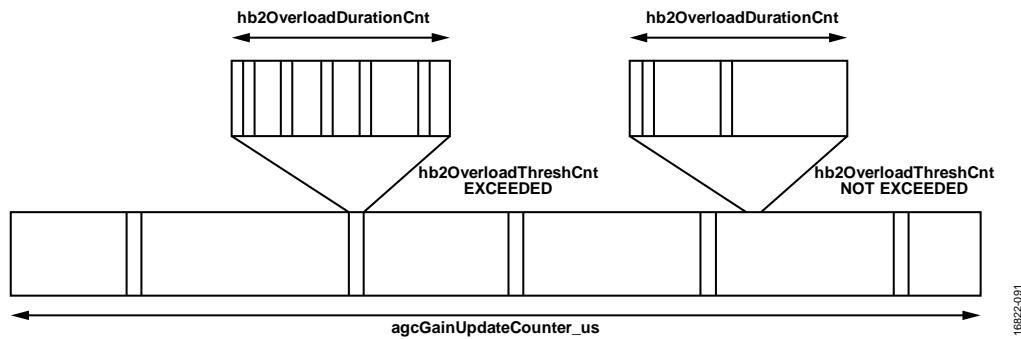 hb2OverloadDurationCnt
hb2OverloadDurationCnt
hb2OverloadThreshCnt
EXCEEDED
hb2OverloadThreshCnt
NOT EXCEEDED
agcGainUpdateCounter_us
16822-091